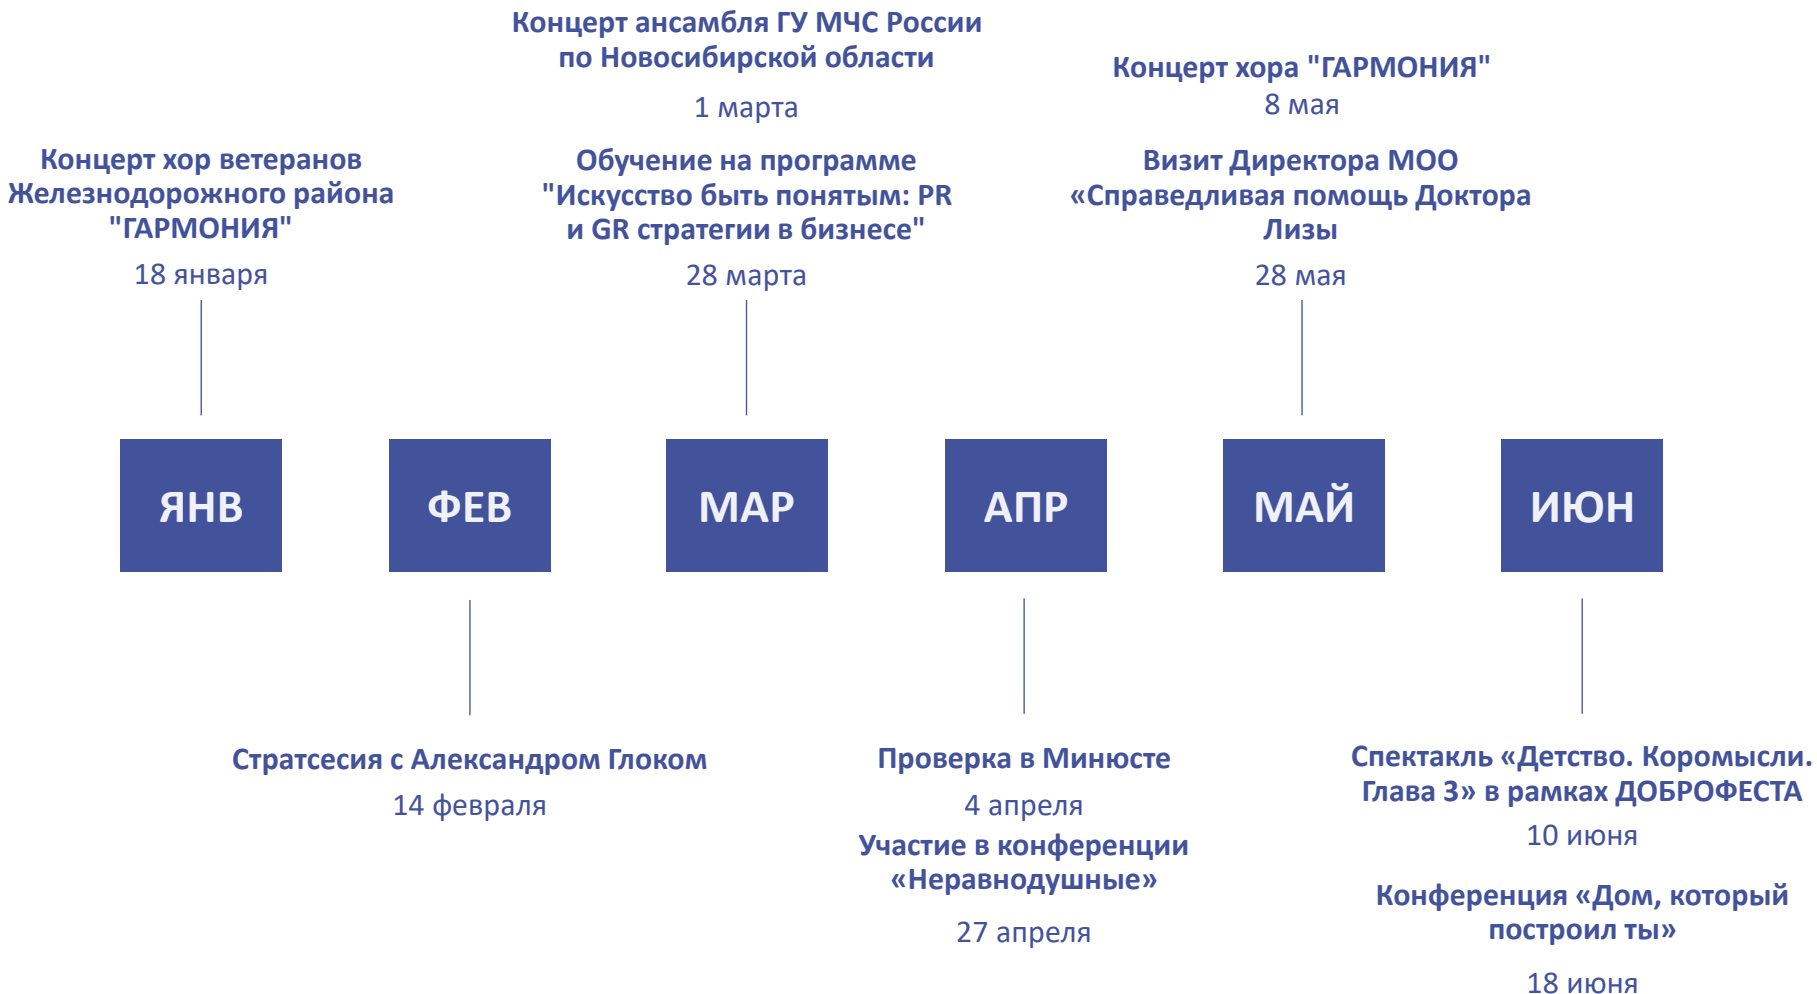 Концерт хор ветеранов
Железнодорожного района
"ГАРМОНИЯ"
18 января
Концерт ансамбля ГУ МЧС России
по Новосибирской области
1 марта
Обучение на программе
"Искусство быть понятым: PR
и GR стратегии в бизнесе"
28 марта
Концерт хора "ГАРМОНИЯ"
8 мая
Визит Директора МОО
«Справедливая помощь Доктора
Лизы
28 мая
ЯНВ
ФЕВ
МАР
АПР
МАЙ
ИЮН
Стратсесия с Александром Глоком
14 февраля
Проверка в Минюсте
4 апреля
Участие в конференции
«Неравнодушные»
27 апреля
Спектакль «Детство. Коромысли.
Глава 3» в рамках ДОБРОФЕСТА
10 июня
Конференция «Дом, который
построил ты»
18 июня